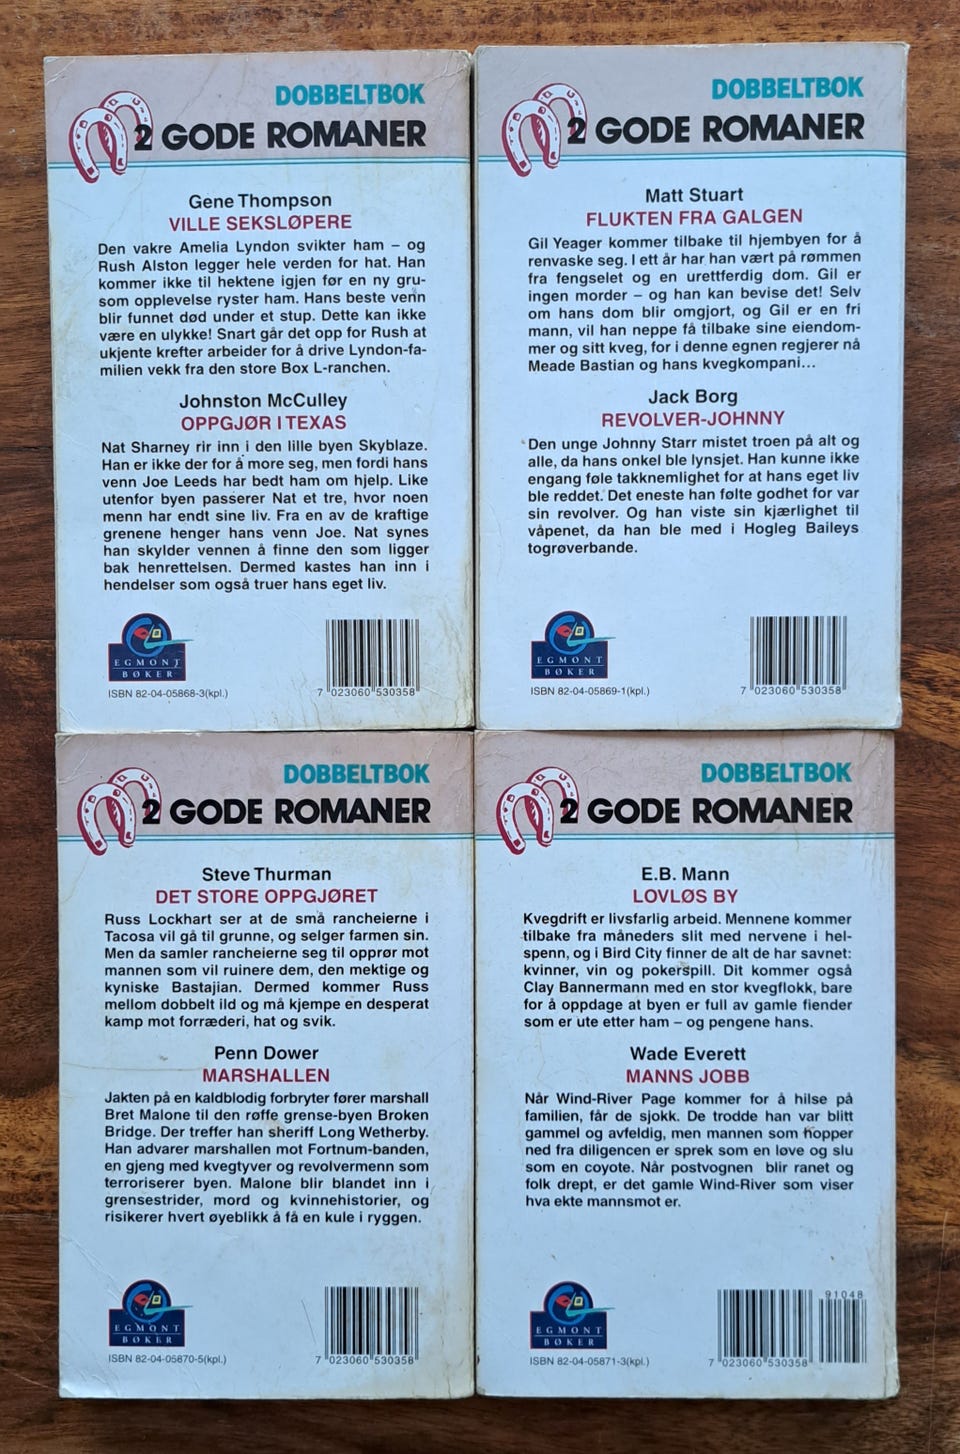 DOBBELTBOK
2 GODE ROMANER
Gene Thompson
VILLE SEKSLØPERE
Den vakre Amelia Lyndon svikter ham – og
Rush Alston legger hele verden for hat. Han
kommer ikke til hektene igjen før en ny gru-
som opplevelse ryster ham. Hans beste venn
blir funnet død under et stup. Dette kan ikke
være en ulykke! Snart går det opp for Rush at
ukjente krefter arbeider for å drive Lyndon-fa-
milien vekk fra den store Box L-ranchen.
Johnston McCulley
OPPGJØR I TEXAS
Nat Sharney rir inn i den lille byen Skyblaze.
Han er ikke der for å more seg, men fordi hans
venn Joe Leeds har bedt ham om hjelp. Like
utenfor byen passerer Nat et tre, hvor noen
menn har endt sine liv. Fra en av de kraftige
grenene henger hans venn Joe. Nat synes
han skylder vennen å finne den som ligger
bak henrettelsen. Dermed kastes han inn i
hendelser som også truer hans eget liv.
EGMONT
BØKER
ISBN 82-04-05868-3(kpl.)
7 023060 530358
DOBBELTBOK
2 GODE ROMANER
Matt Stuart
FLUKTEN FRA GALGEN
Gil Yeager kommer tilbake til hjembyen for å
renvaske seg. I ett år har han vært på rømmen
fra fengselet og en urettferdig dom. Gil er
ingen morder – og han kan bevise det! Selv
om hans dom blir omgjort, og Gil er en fri
mann, vil han neppe få tilbake sine eiendom-
mer og sitt kveg, for i denne egnen regjerer nå
Meade Bastian og hans kvegkompani...
Jack Borg
REVOLVER-JOHNNY
Den unge Johnny Starr mistet troen på alt og
alle, da hans onkel ble lynsjet. Han kunne ikke
engang føle takknemlighet for at hans eget liv
ble reddet. Det eneste han følte godhet for var
sin revolver. Og han viste sin kjærlighet til
våpenet, da han ble med i Hogleg Baileys
togrøverbande.
EGMONT
BØKER
ISBN 82-04-05869-1(kpl.)
7 023060 530358
DOBBELTBOK
2 GODE ROMANER
Steve Thurman
DET STORE OPPGJØRET
Russ Lockhart ser at de små rancheierne i
Tacosa vil gå til grunne, og selger farmen sin.
Men da samler rancheierne seg til opprør mot
mannen som vil ruinere dem, den mektige og
kyniske Bastajian. Dermed kommer Russ
mellom dobbelt ild og må kjempe en desperat
kamp mot forræderi, hat og svik.
Penn Dower
MARSHALLEN
Jakten på en kaldblodig forbryter fører marshall
Bret Malone til den røffe grense-byen Broken
Bridge. Der treffer han sheriff Long Wetherby.
Han advarer marshallen mot Fortnum-banden,
en gjeng med kvegtyver og revolvermenn som
terroriserer byen. Malone blir blandet inn i
grensestrider, mord og kvinnehistorier, og
risikerer hvert øyeblikk å få en kule i ryggen.
EGMONT
BØKER
ISBN 82-04-05870-5(kpl.)
7 023060 530358
DOBBELTBOK
2 GODE ROMANER
E.B. Mann
LOVLØS BY
Kvegdrift er livsfarlig arbeid. Mennene kommer
tilbake fra måneders slit med nervene i hel-
spenn, og i Bird City finner de alt de har savnet:
kvinner, vin og pokerspill. Dit kommer også
Clay Bannermann med en stor kvegflokk, bare
for å oppdage at byen er full av gamle fiender
som er ute etter ham – og pengene hans.
Wade Everett
MANNS JOBB
Når Wind-River Page kommer for å hilse på
familien, får de sjokk. De trodde han var blitt
gammel og avfeldig, men mannen som hopper
ned fra diligencen er sprek som en løve og slu
som en coyote. Når postvognen blir ranet og
folk drept, er det gamle Wind-River som viser
hva ekte mannsmot er.
EGMONT
BØKER
ISBN 82-04-05871-3(kpl.)
7 023060 530358
91048